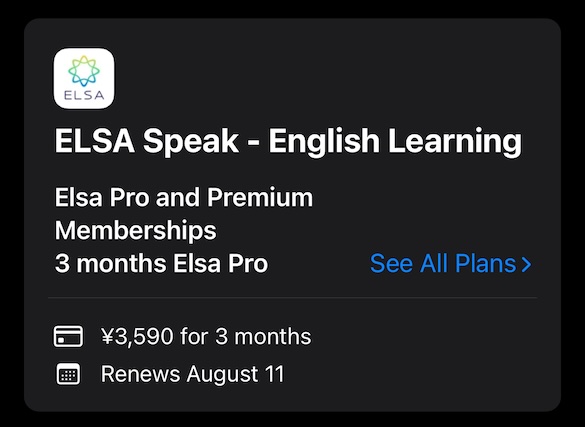 ELSA
ELSA Speak - English Learning
Elsa Pro and Premium
Memberships
3 months Elsa Pro
See All Plans >
¥3,590 for 3 months
Renews August 11